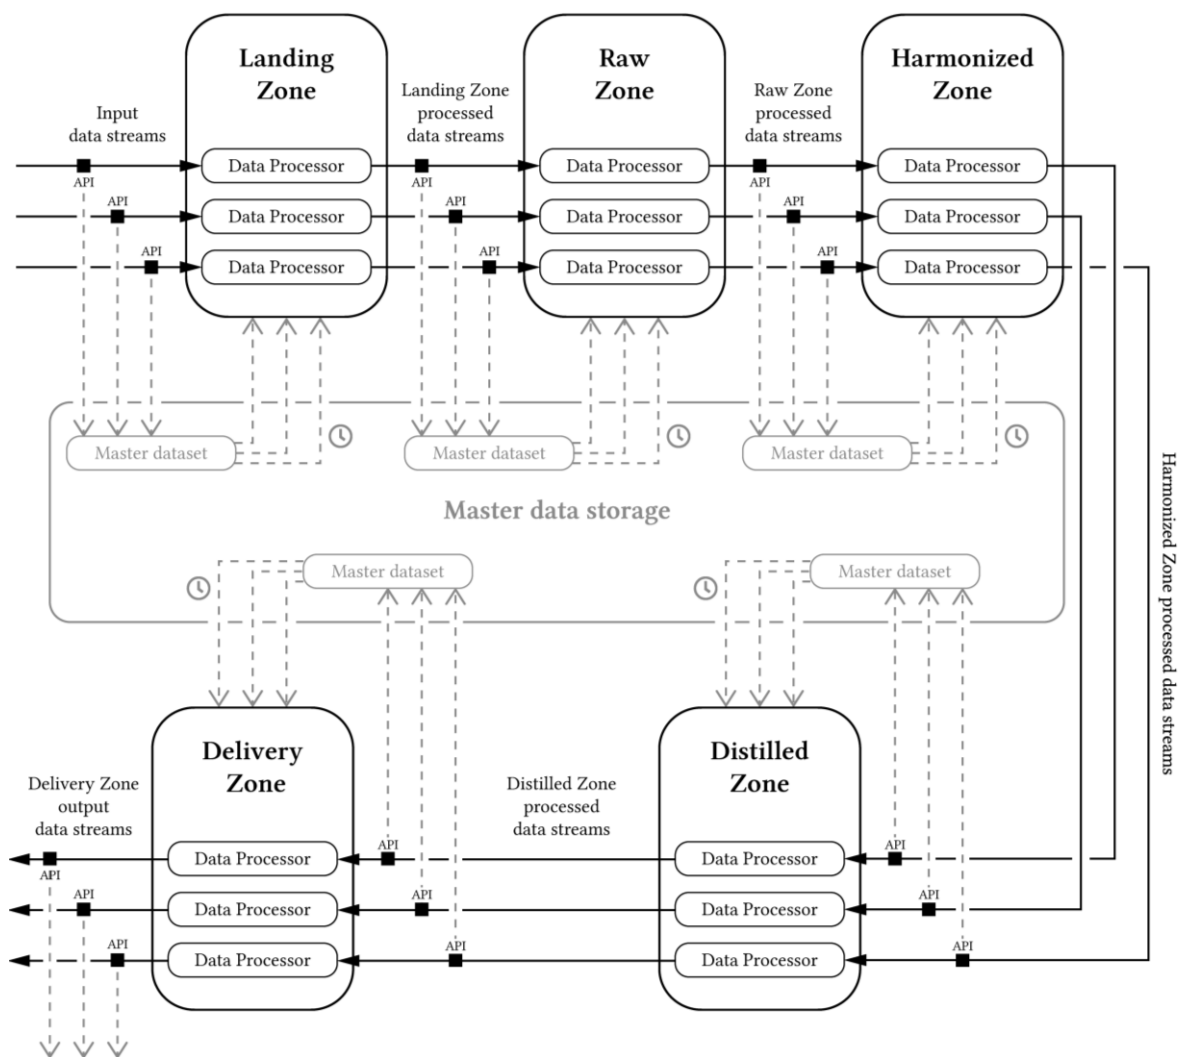 Landing
Zone
Raw
Zone
Harmonized
Zone
Input
data streams
Landing Zone
processed
data streams
Raw Zone
processed
data streams
Data Processor
Data Processor
Data Processor
API
API
API
Data Processor
Data Processor
Data Processor
API
API
API
Data Processor
Data Processor
Data Processor
API
API
API
Master dataset
Master dataset
Master dataset
Master data storage
Master dataset
Master dataset
Harmonized Zone processed data streams
Delivery
Zone
Distilled
Zone
Delivery Zone
output
data streams
Distilled Zone
processed
data streams
Data Processor
API
Data Processor
API
API
API
Data Processor
API
Data Processor
API
API
API
Data Processor
API
Data Processor
API